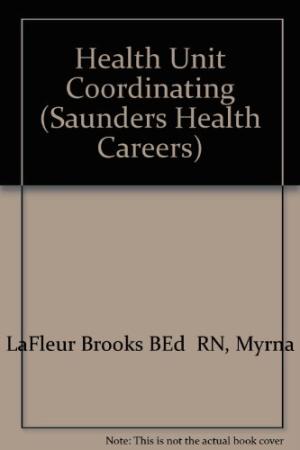 Health Unit
Coordinating
(Saunders Health
Careers)
LaFleur Brooks BEd  RN, Myrna
Note: This is not the actual book cover